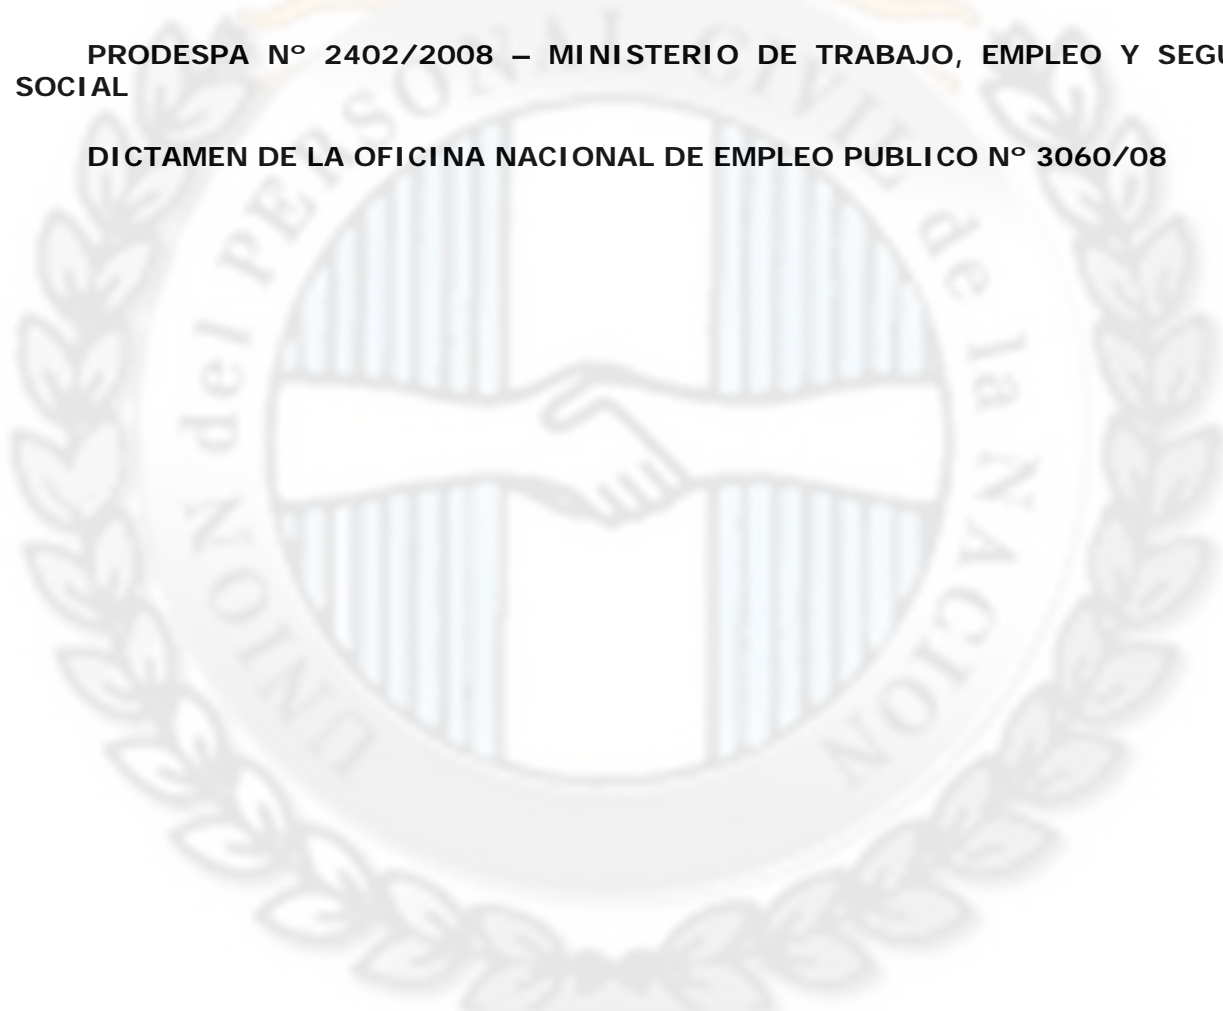 PRODESPA Nº 2402/2008 – MINISTERIO DE TRABAJO, EMPLEO Y
SOCIAL
DICTAMEN DE LA OFICINA NACIONAL DE EMPLEO PUBLICO Nº 3060/08
UNION del PERSONAL CIVIL de la NACION